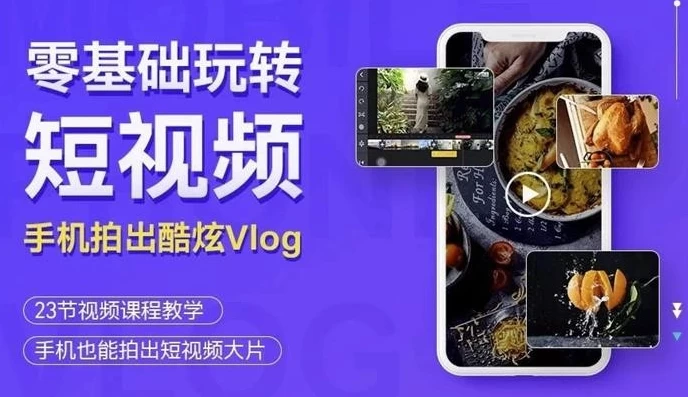 零基础玩转
短视频
手机拍出酷炫Vlog
23节视频课程教学
手机也能拍出短视频大片
For H
Ingredients: